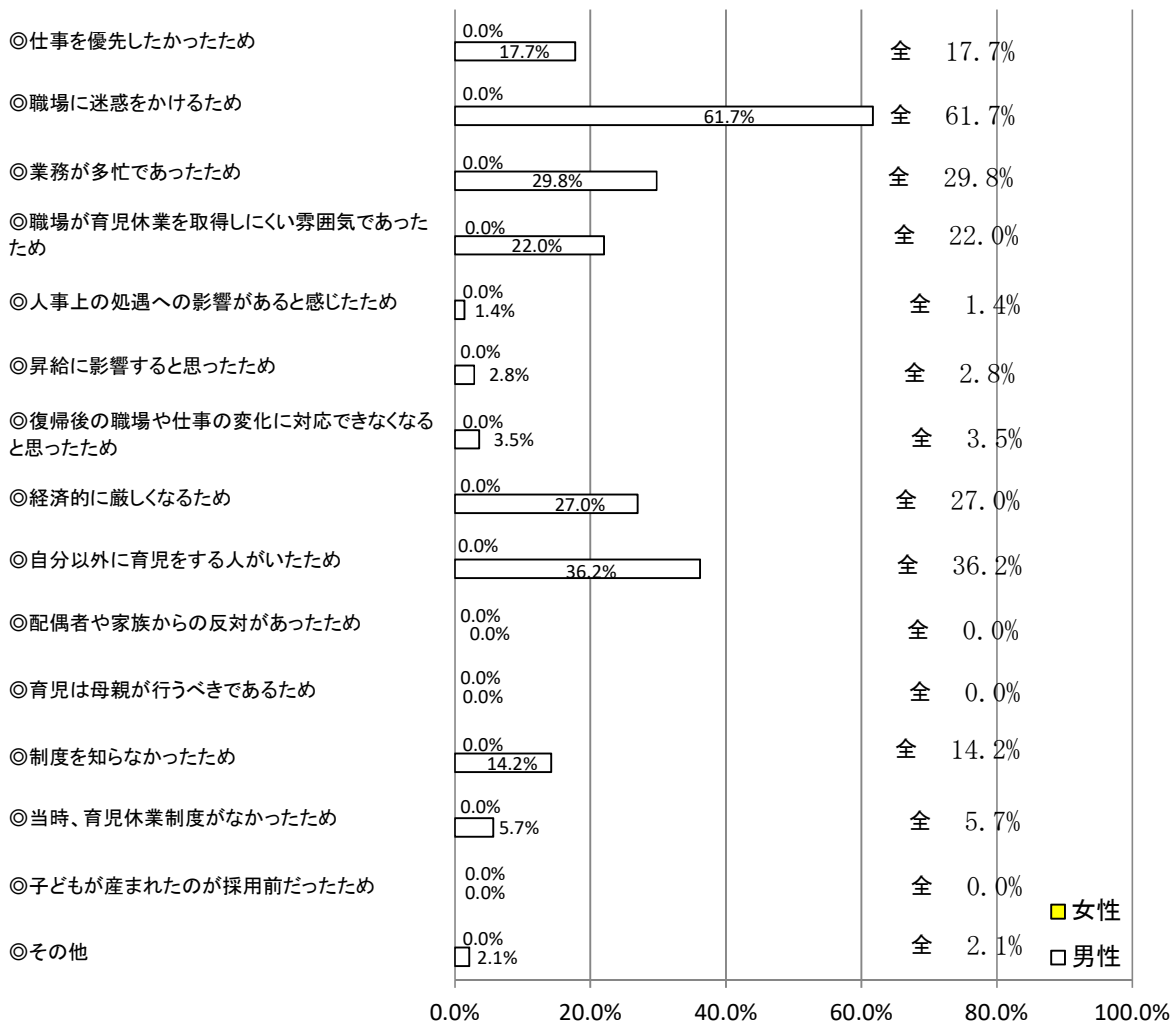 ◎仕事を優先したかったため
0.0%
17.7%
全 17.7%
◎職場に迷惑をかけるため
0.0%
61.7%
全 61.7%
◎業務が多忙であったため
0.0%
29.8%
全 29.8%
◎職場が育児休業を取得しにくい雰囲気であった
ため
0.0%
22.0%
全 22.0%
◎人事上の処遇への影響があると感じたため
0.0%
1.4%
全 1.4%
◎昇給に影響すると思ったため
0.0%
2.8%
全 2.8%
◎復帰後の職場や仕事の変化に対応できなくなる
と思ったため
0.0%
3.5%
全 3.5%
◎経済的に厳しくなるため
0.0%
27.0%
全 27.0%
◎自分以外に育児をする人がいたため
0.0%
36.2%
全 36.2%
◎配偶者や家族からの反対があったため
0.0%
0.0%
全 0.0%
◎育児は母親が行うべきであるため
0.0%
0.0%
全 0.0%
◎制度を知らなかったため
0.0%
14.2%
全 14.2%
◎当時、育児休業制度がなかったため
0.0%
5.7%
全 5.7%
◎子どもが産まれたのが採用前だったため
0.0%
0.0%
全 0.0%
◎その他
0.0%
2.1%
全 2.1%
女性
男性
0.0% 20.0% 40.0% 60.0% 80.0% 100.0%